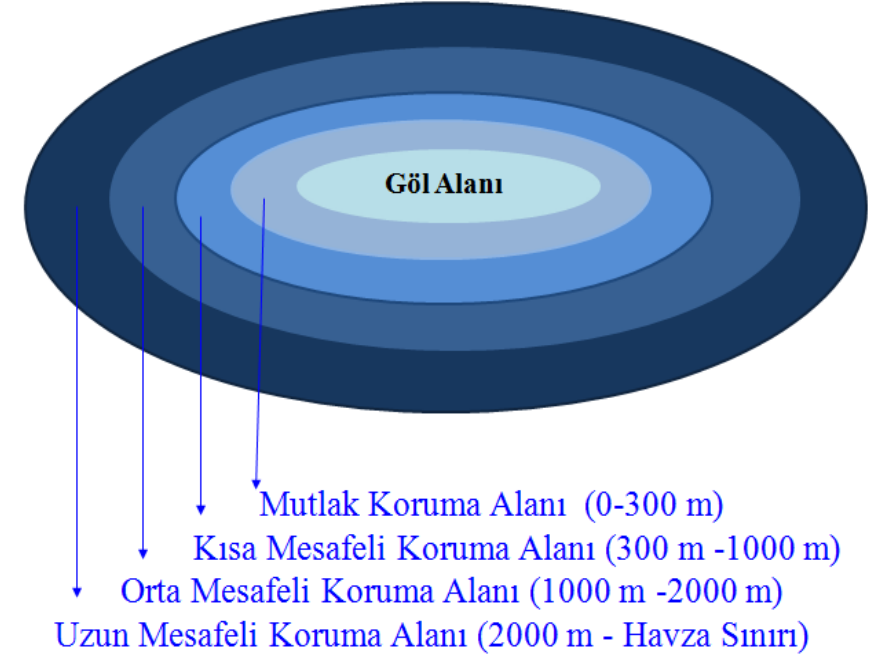 Göl Alanı
Mutlak Koruma Alanı (0-300 m)
Kısa Mesafeli Koruma Alanı (300 m -1000 m)
Orta Mesafeli Koruma Alanı (1000 m -2000 m)
Uzun Mesafeli Koruma Alanı (2000 m - Havza Sınırı)